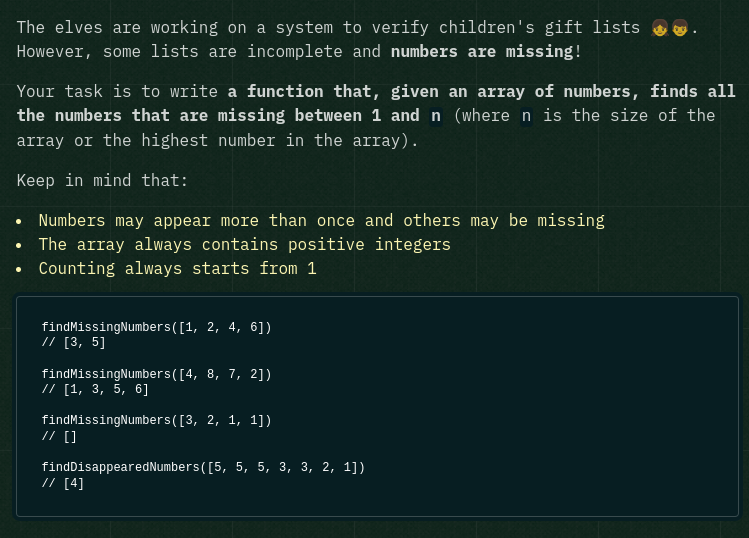 The elves are working on a system to verify children's gift lists 👧👦.
However, some lists are incomplete and numbers are missing!
Your task is to write a function that, given an array of numbers, finds all
the numbers that are missing between 1 and n (where n is the size of the
array or the highest number in the array).
Keep in mind that:
• Numbers may appear more than once and others may be missing
• The array always contains positive integers
• Counting always starts from 1
findMissingNumbers([1, 2, 4, 6])
// [3, 5]
findMissingNumbers([4, 8, 7, 2])
// [1, 3, 5, 6]
findMissingNumbers([3, 2, 1, 1])
// []
findDisappearedNumbers([5, 5, 5, 3, 3, 2, 1])
// [4]